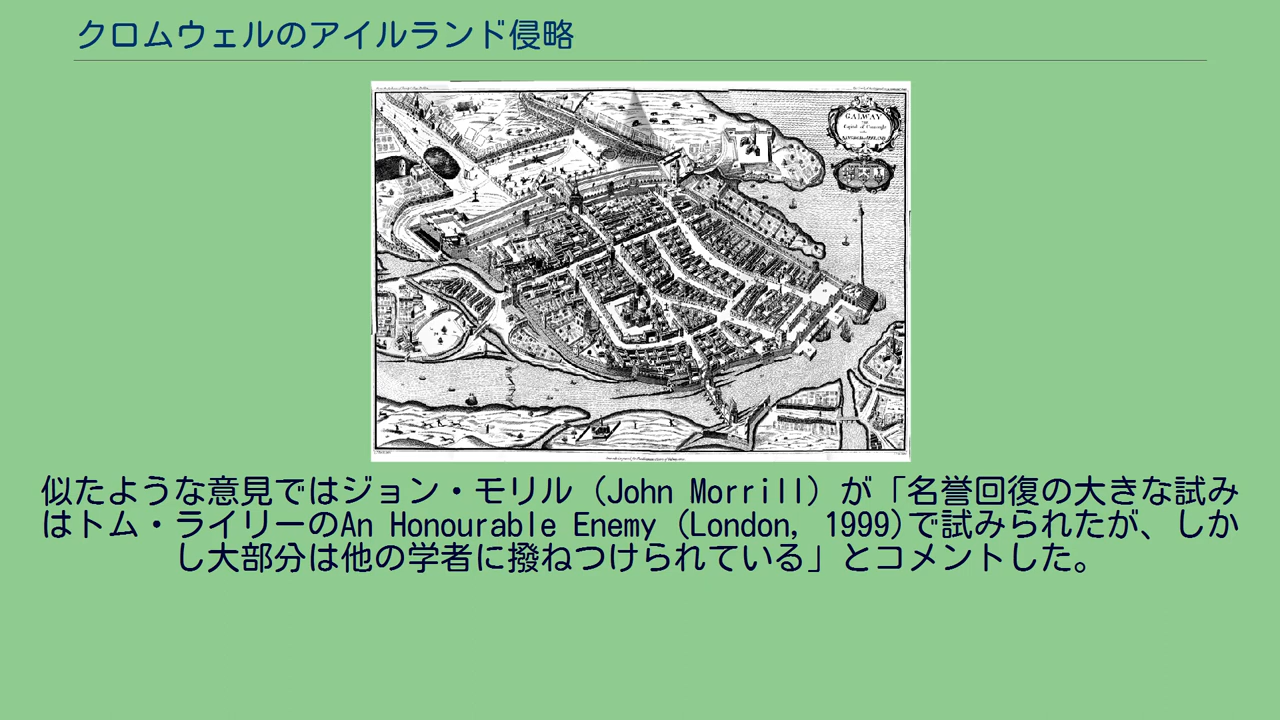 クロムウェルのアイルランド侵略
GALWAY
似たような意見ではジョン・モリル（John Morrill）が「名誉回復の大きな試み
はトム・ライリーのAn Honourable Enemy (London, 1999)で試みられたが、しか
し大部分は他の学者に撥ねつけられている」とコメントした。